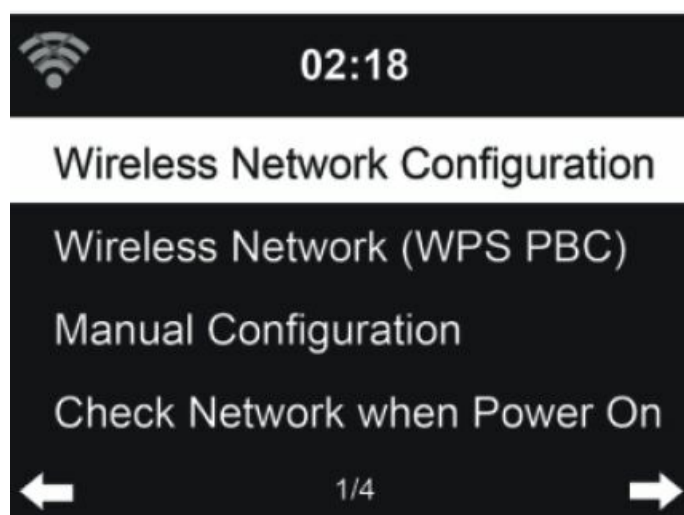 02:18
Wireless Network Configuration
Wireless Network (WPS PBC)
Manual Configuration
Check Network when Power On
1/4